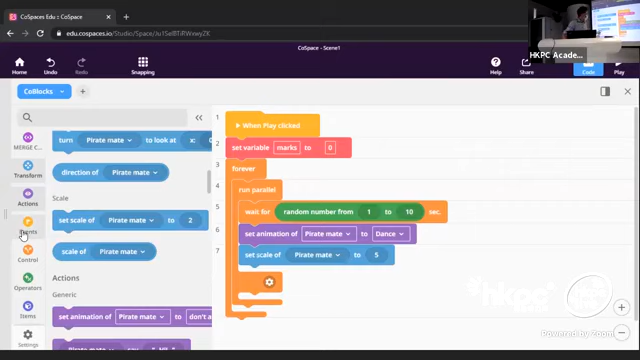 CoSpaces Edu :: CoSpace
edu.cospaces.io/Studio/Space/
CoSpace - Scene1
HKPC Acade...
Home
Undo
Redo
Snapping
Help
Share
Code
Play
CoBlocks
1
When Play clicked
2
set variable marks to 0
3
forever
4
run parallel
5
wait for random number from 1 to 10 sec.
6
set animation of Pirate mate to Dance
7
set scale of Pirate mate to 5
MERGE C...
Transform
Actions
Events
Control
Operators
Items
Settings
turn Pirate mate to look at x: 0
direction of Pirate mate
Scale
set scale of Pirate mate to 2
scale of Pirate mate
Actions
Generic
set animation of Pirate mate to don't a
hkpc
Powered by Zoom